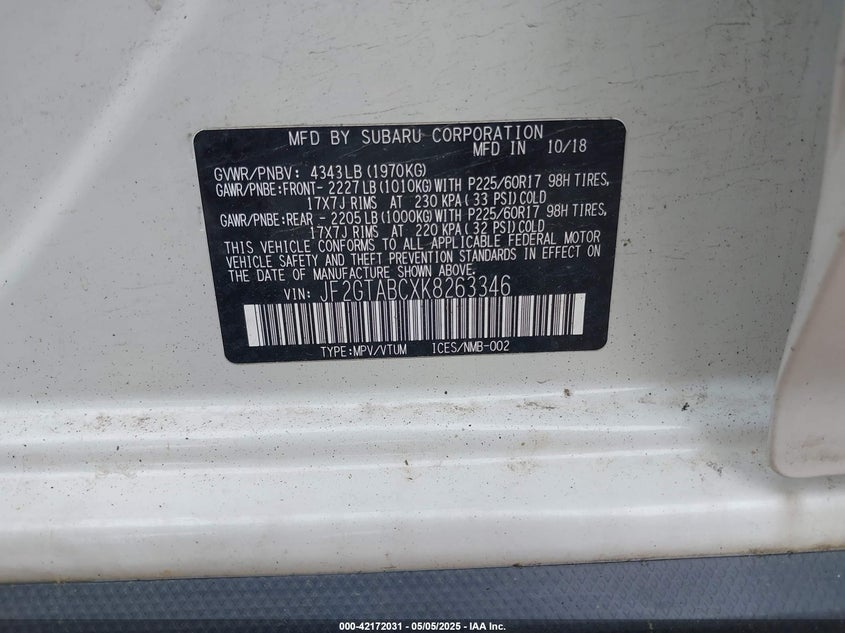 MFD BY SUBARU CORPORATION
MFD IN 10/18
GVWR/PNBV: 4343LB (1970KG)
GAWR/PNBE:FRONT- 2227LB (1010KG)WITH P225/60R17 98H TIRES,
17X7J RIMS AT 230 KPA (33 PSI)COLD
GAWR/PNBE:REAR - 2205LB (1000KG)WITH P225/60R17 98H TIRES,
17X7J RIMS AT 220 KPA (32 PSI)COLD
THIS VEHICLE CONFORMS TO ALL APPLICABLE FEDERAL MOTOR
VEHICLE SAFETY AND THEFT PREVENTION STANDARDS IN EFFECT ON
THE DATE OF MANUFACTURE SHOWN ABOVE.
VIN: JF2GTABCXK8263346
TYPE:MPV/VTUM ICES/NMB-002
000-42172031 - 05/05/2025 - IAA Inc.